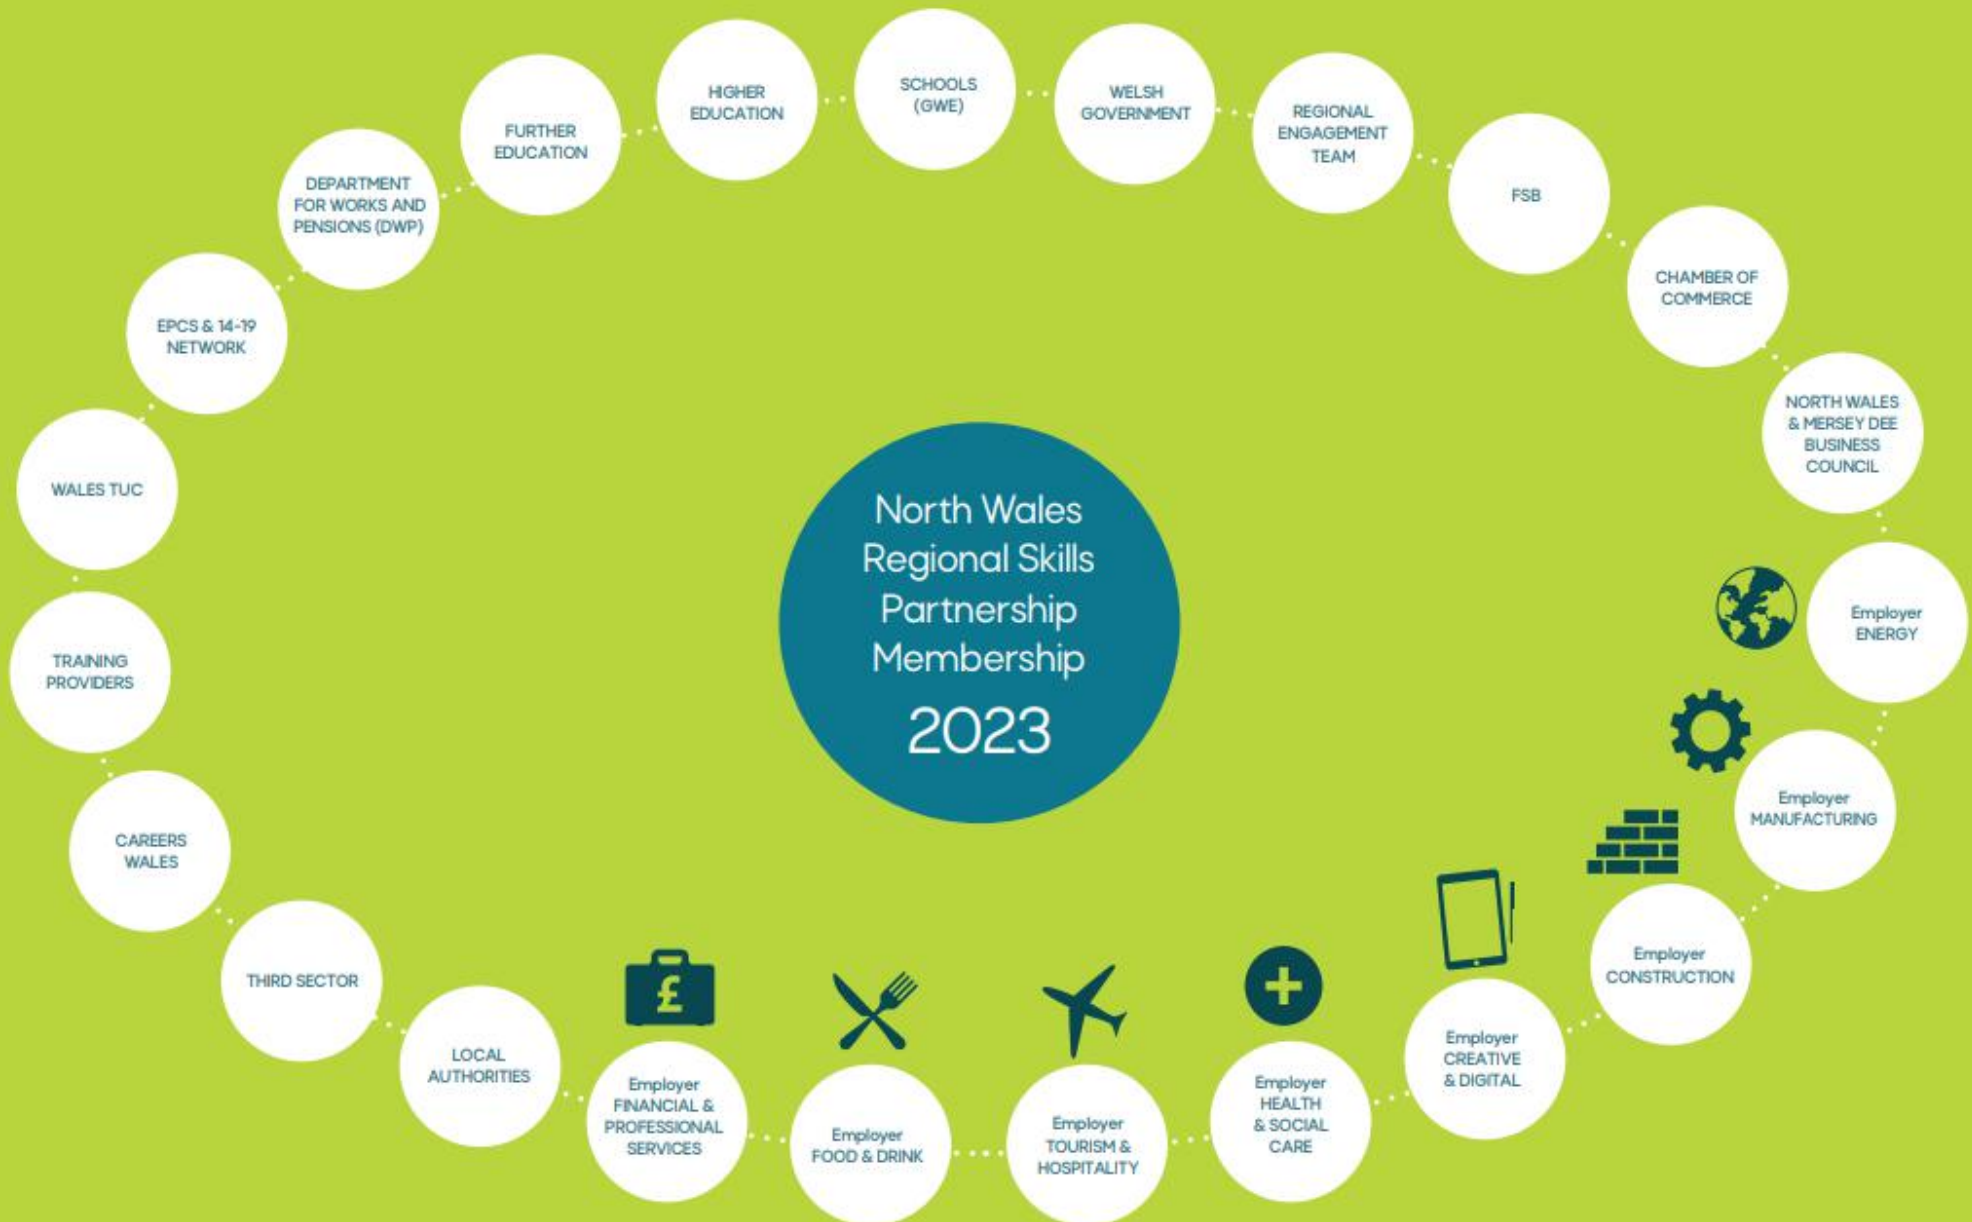 HIGHER
EDUCATION
SCHOOLS
(GWE)
WELSH
GOVERNMENT
REGIONAL
ENGAGEMENT
TEAM
FSB
CHAMBER OF
COMMERCE
NORTH WALES
& MERSEY DEE
BUSINESS
COUNCIL
Employer
ENERGY
Employer
MANUFACTURING
Employer
CONSTRUCTION
Employer
CREATIVE
& DIGITAL
Employer
HEALTH
& SOCIAL
CARE
Employer
TOURISM &
HOSPITALITY
Employer
FOOD & DRINK
£
Employer
FINANCIAL &
PROFESSIONAL
SERVICES
LOCAL
AUTHORITIES
THIRD SECTOR
CAREERS
WALES
TRAINING
PROVIDERS
WALES TUC
EPCS & 14-19
NETWORK
DEPARTMENT
FOR WORKS AND
PENSIONS (DWP)
FURTHER
EDUCATION
North Wales
Regional Skills
Partnership
Membership
2023